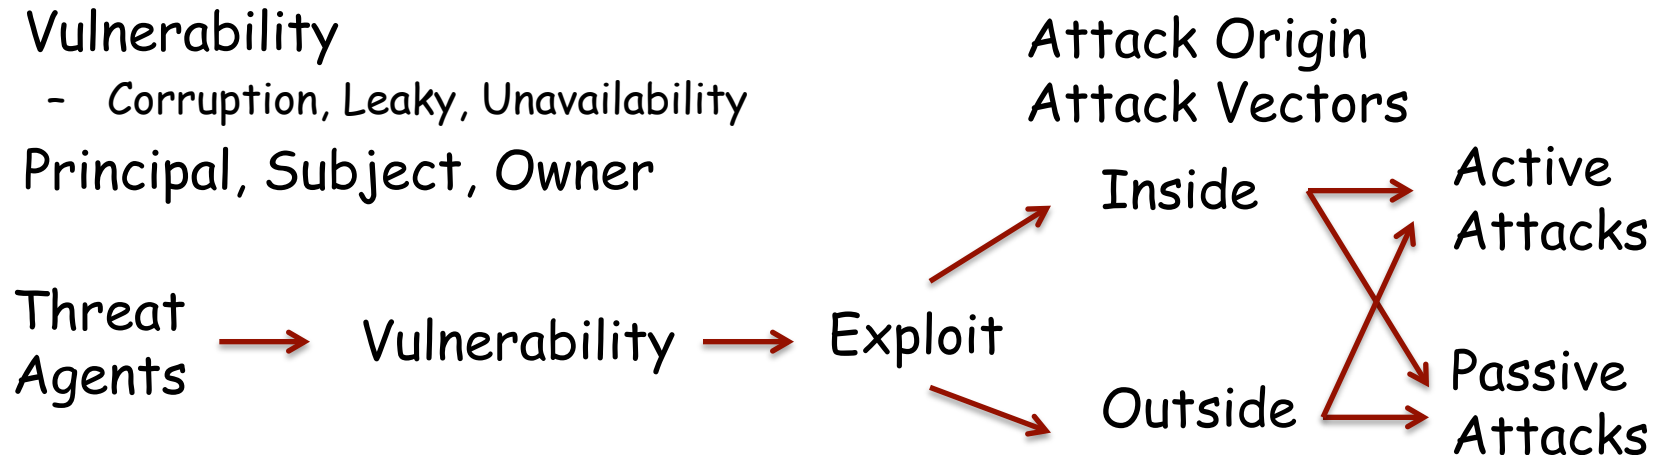 Vulnerability
– Corruption, Leaky, Unavailability
Principal, Subject, Owner
Attack Origin
Attack Vectors
Threat
Agents
Vulnerability
Exploit
Inside
Outside
Active
Attacks
Passive
Attacks